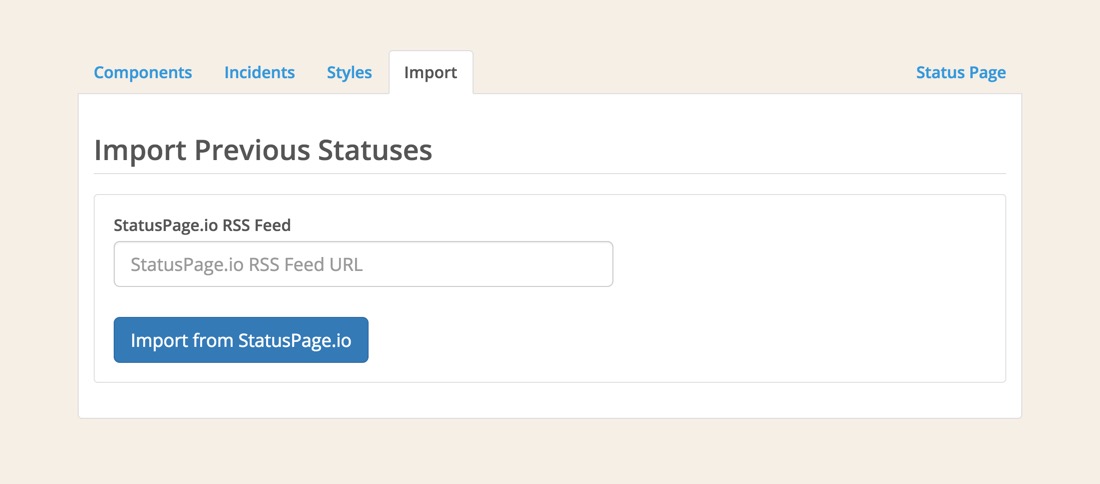 Components Incidents Styles Import Status Page
Import Previous Statuses
StatusPage.io RSS Feed
StatusPage.io RSS Feed URL
Import from StatusPage.io